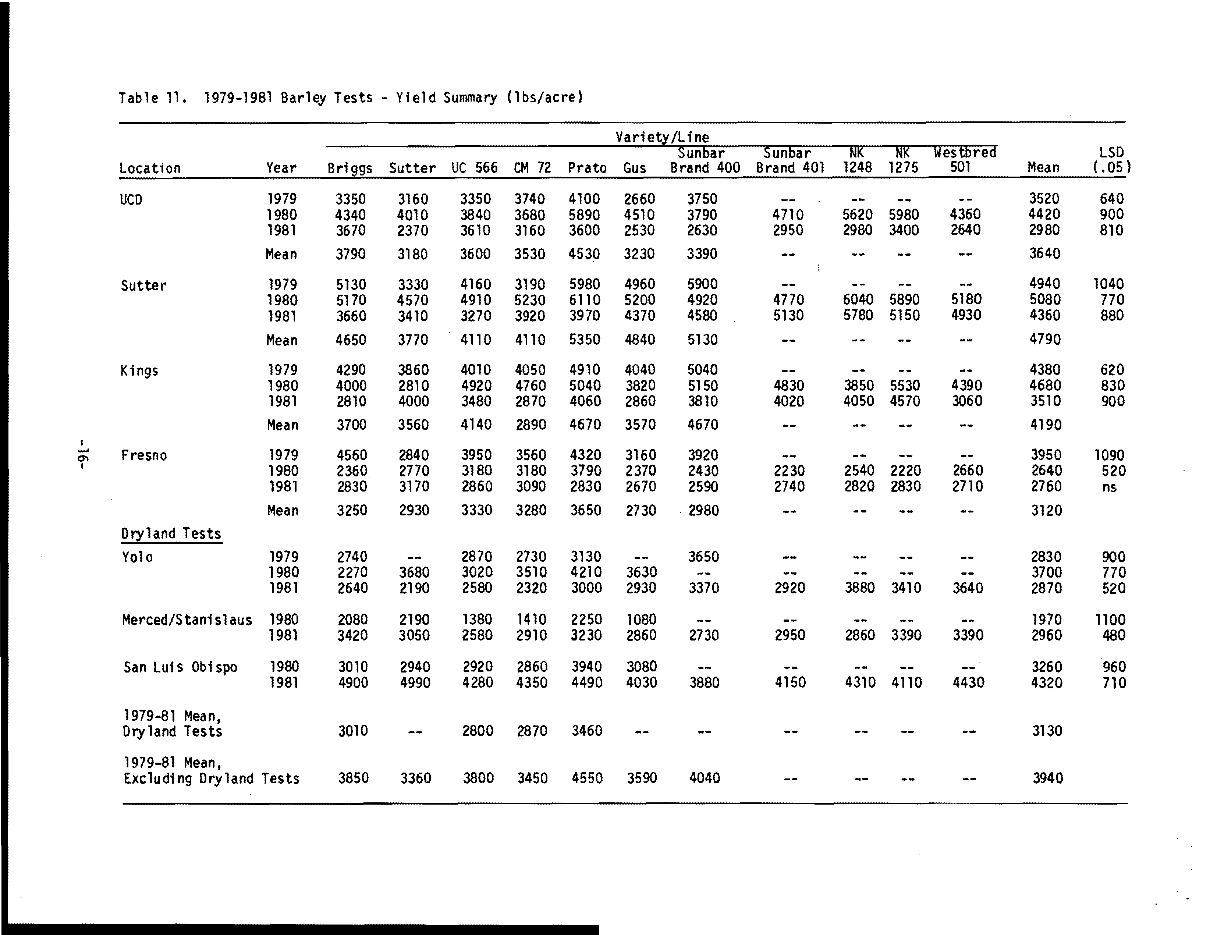 Table 11. 1979-1981 Barley Tests - Yield Summary (lbs/acre)
Variety/Line
Sunbar Sunbar NK NK Westbred LSD
Location Year Briggs Sutter UC 566 CM 72 Prato Gus Brand 400 Brand 401 1248 1275 501 Mean (.05)
UCD 1979 3350 3160 3350 3740 4100 2660 3750 -- -- -- -- 3520 640
1980 4340 4010 3840 3680 5890 4510 3790 4710 5620 5980 4360 4420 900
1981 3670 2370 3610 3160 3600 2530 2630 2950 2980 3400 2640 2980 810
Mean 3790 3180 3600 3530 4530 3230 3390 -- -- -- -- 3640
Sutter 1979 5130 3330 4160 3190 5980 4960 5900 -- -- -- -- 4940 1040
1980 5170 4570 4910 5230 6110 5200 4920 4770 6040 5890 5180 5080 770
1981 3660 3410 3270 3920 3970 4370 4580 5130 5780 5150 4930 4360 880
Mean 4650 3770 4110 4110 5350 4840 5130 -- -- -- -- 4790
Kings 1979 4290 3860 4010 4050 4910 4040 5040 -- -- -- -- 4380 620
1980 4000 2810 4920 4760 5040 3820 5150 4830 3850 5530 4390 4680 830
1981 2810 4000 3480 2870 4060 2860 3810 4020 4050 4570 3060 3510 900
Mean 3700 3560 4140 2890 4670 3570 4670 -- -- -- -- 4190
-16-
Fresno 1979 4560 2840 3950 3560 4320 3160 3920 -- -- -- -- 3950 1090
1980 2360 2770 3180 3180 3790 2370 2430 2230 2540 2220 2660 2640 520
1981 2830 3170 2860 3090 2830 2670 2590 2740 2820 2830 2710 2760 ns
Mean 3250 2930 3330 3280 3650 2730 2980 -- -- -- -- 3120
Dryland Tests
Yolo 1979 2740 -- 2870 2730 3130 -- 3650 -- -- -- -- 2830 900
1980 2270 3680 3020 3510 4210 3630 -- -- -- -- -- 3700 770
1981 2640 2190 2580 2320 3000 2930 3370 2920 3880 3410 3640 2870 520
Merced/Stanislaus 1980 2080 2190 1380 1410 2250 1080 -- -- -- -- -- 1970 1100
1981 3420 3050 2580 2910 3230 2860 2730 2950 2860 3390 3390 2960 480
San Luis Obispo 1980 3010 2940 2920 2860 3940 3080 -- -- -- -- -- 3260 960
1981 4900 4990 4280 4350 4490 4030 3880 4150 4310 4110 4430 4320 710
1979-81 Mean,
Dryland Tests 3010 -- 2800 2870 3460 -- -- -- -- -- -- 3130
1979-81 Mean,
Excluding Dryland Tests 3850 3360 3800 3450 4550 3590 4040 -- -- -- -- 3940